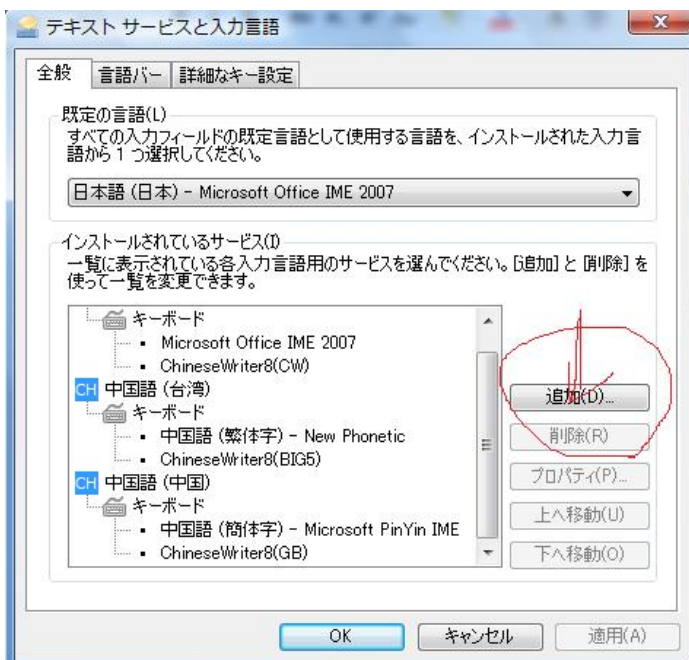 テキスト サービスと入力言語
全般
言語バー
詳細なキー設定
既定の言語(L)
すべての入力フィールドの既定言語として使用する言語を、インストールされた入力言
語から 1 つ選択してください。
日本語 (日本) - Microsoft Office IME 2007
インストールされているサービス(I)
一覧に表示されている各入力言語用のサービスを選んでください。[追加] と [削除] を
使って一覧を変更できます。
キーボード
Microsoft Office IME 2007
ChineseWriter8(CW)
CH 中国語 (台湾)
キーボード
中国語 (繁体字) - New Phonetic
ChineseWriter8(BIG5)
CH 中国語 (中国)
キーボード
中国語 (簡体字) - Microsoft PinYin IME
ChineseWriter8(GB)
追加(D)...
削除(R)
プロパティ(P)...
上へ移動(U)
下へ移動(O)
OK
キャンセル
適用(A)